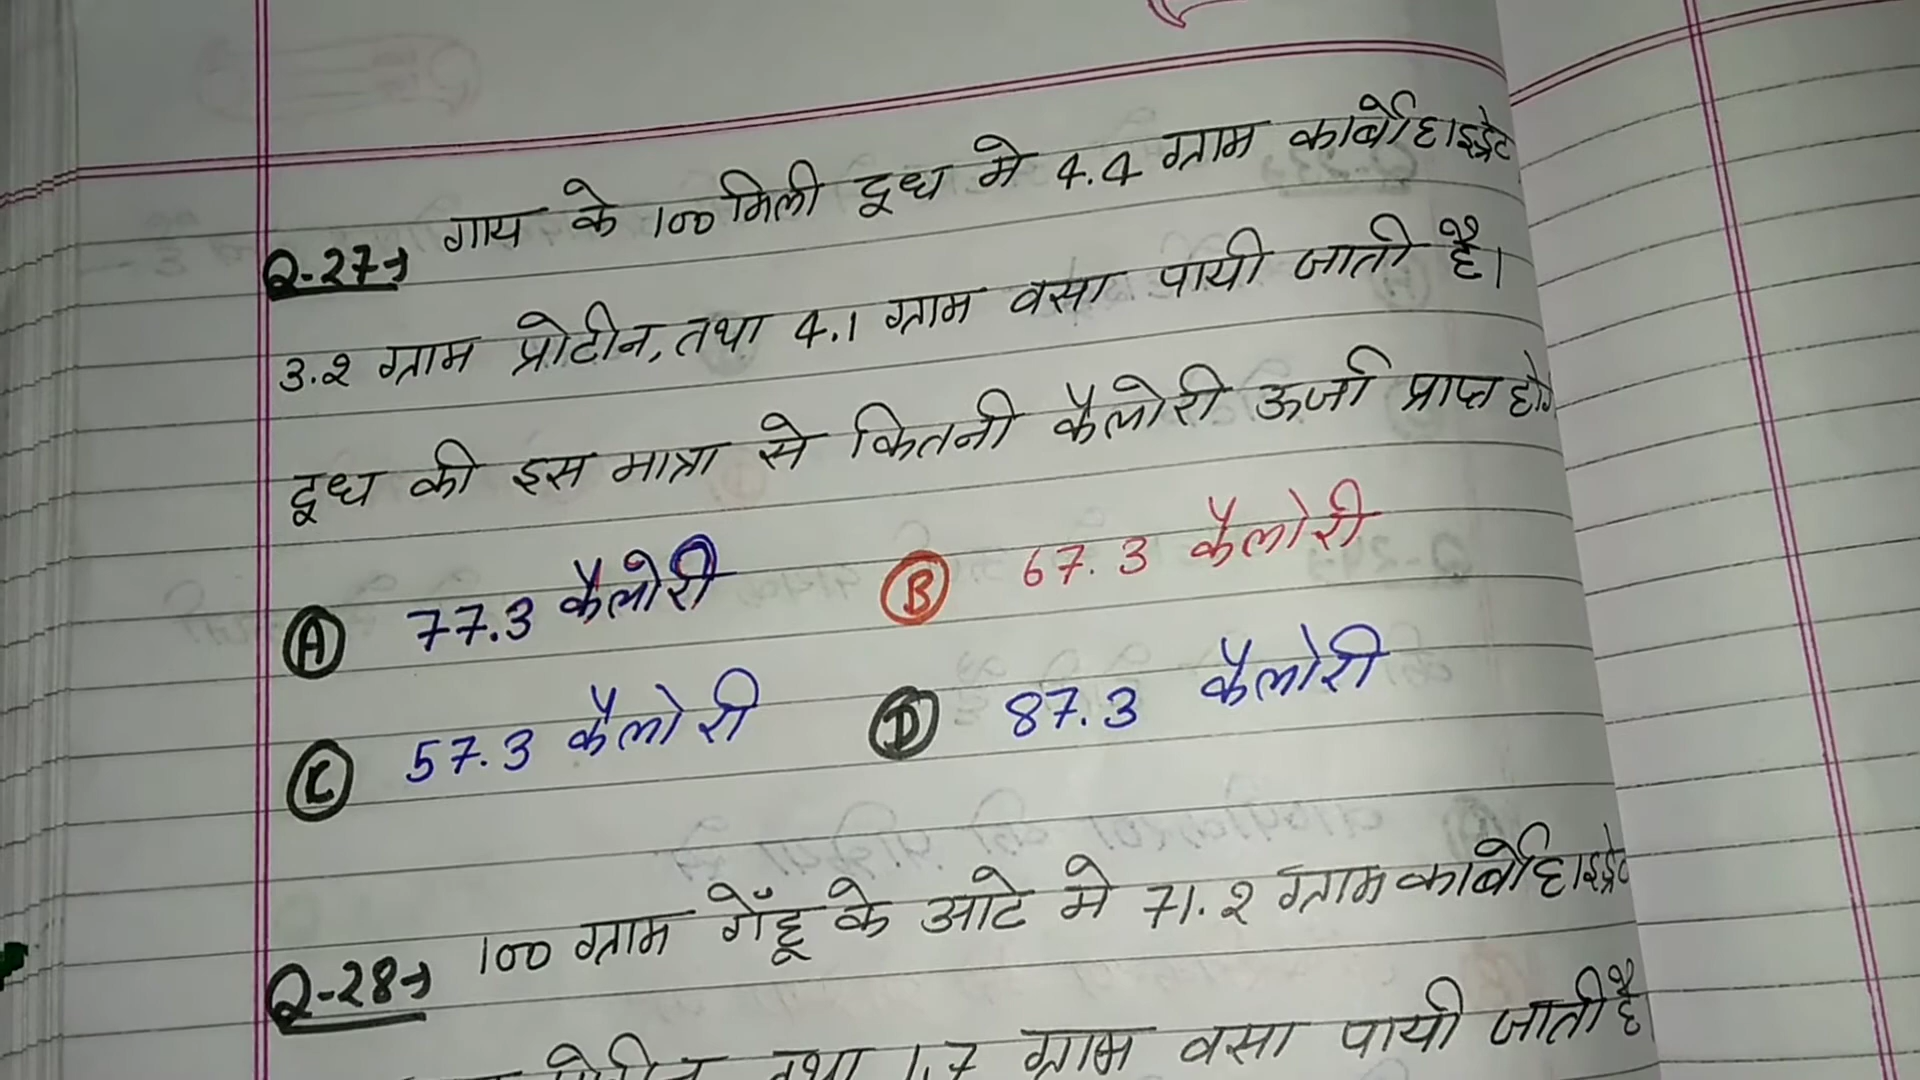 Q-27→ गाय के 100 मिली दूध मे 4.4 ग्राम कार्बोहाइड्रेट
3.2 ग्राम प्रोटीन, तथा 4.1 ग्राम वसा पायी जाती है।
दूध की इस मात्रा से कितनी कैलोरी ऊर्जा प्राप्त
A 77.3 कैलोरी B 67.3 कैलोरी
C 57.3 कैलोरी D 87.3 कैलोरी
Q-28→ 100 ग्राम गेँहू के आटे मे 71.2 ग्राम कार्बोहाइड्रेट
तथा 1.7 ग्राम वसा पायी जाती है